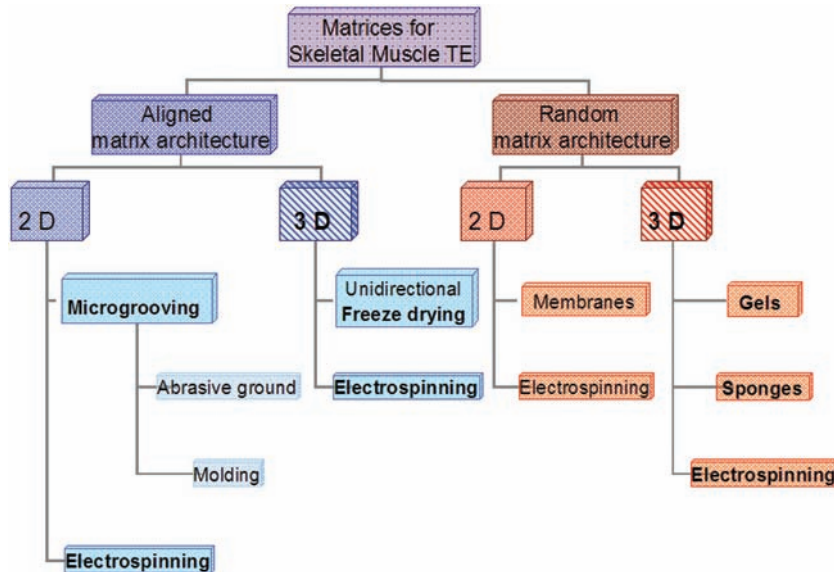 Matrices for
Skeletal Muscle TE
Aligned
matrix architecture
Random
matrix architecture
2 D
3 D
2 D
3 D
Microgrooving
Unidirectional
Freeze drying
Membranes
Gels
Abrasive ground
Electrospinning
Electrospinning
Sponges
Molding
Electrospinning
Electrospinning